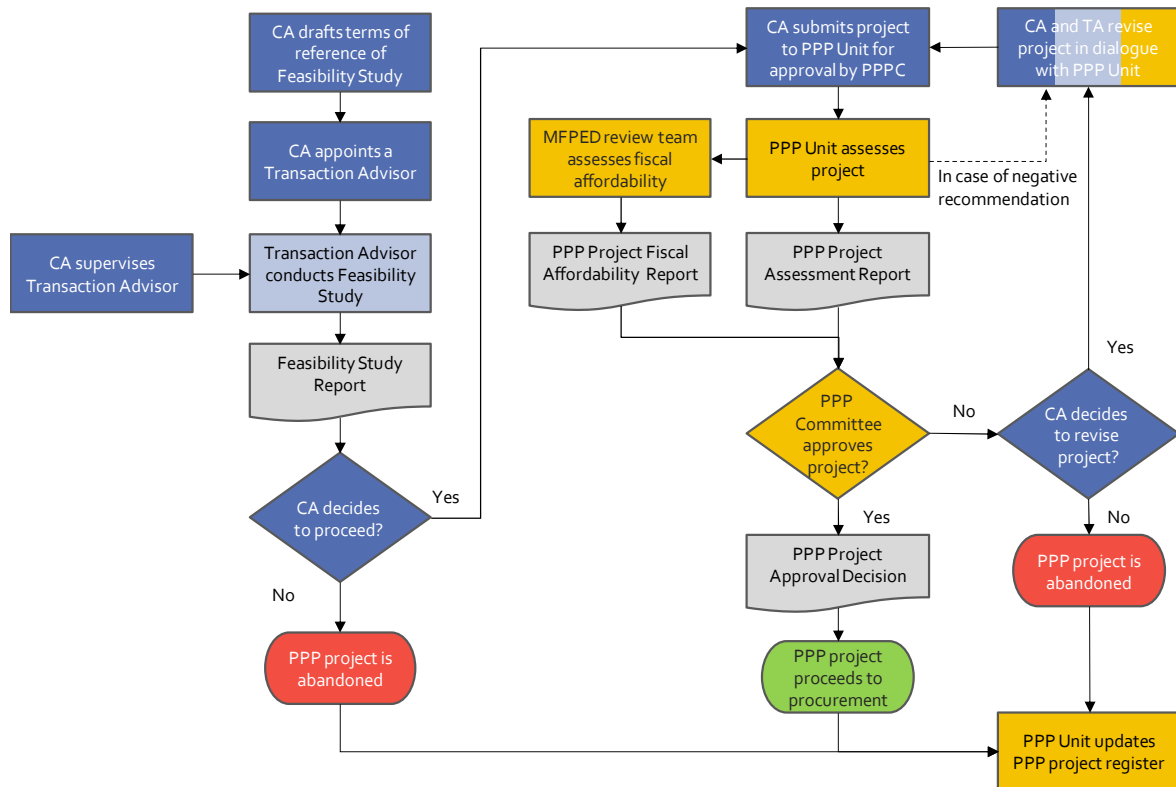 CA drafts terms of
reference of
Feasibility Study
CA appoints a
Transaction Advisor
CA supervises
Transaction Advisor
Transaction Advisor
conducts Feasibility
Study
Feasibility Study
Report
CA decides
to proceed?
Yes
No
PPP project is
abandoned
CA submits project
to PPP Unit for
approval by PPPC
CA and TA revise
project in dialogue
with PPP Unit
MFPED review team
assesses fiscal
affordability
PPP Unit assesses
project
In case of negative
recommendation
PPP Project Fiscal
Affordability Report
PPP Project
Assessment Report
PPP
Committee
approves
project?
No
Yes
CA decides
to revise
project?
Yes
No
PPP Project
Approval Decision
PPP project is
abandoned
PPP project
proceeds to
procurement
PPP Unit updates
PPP project register